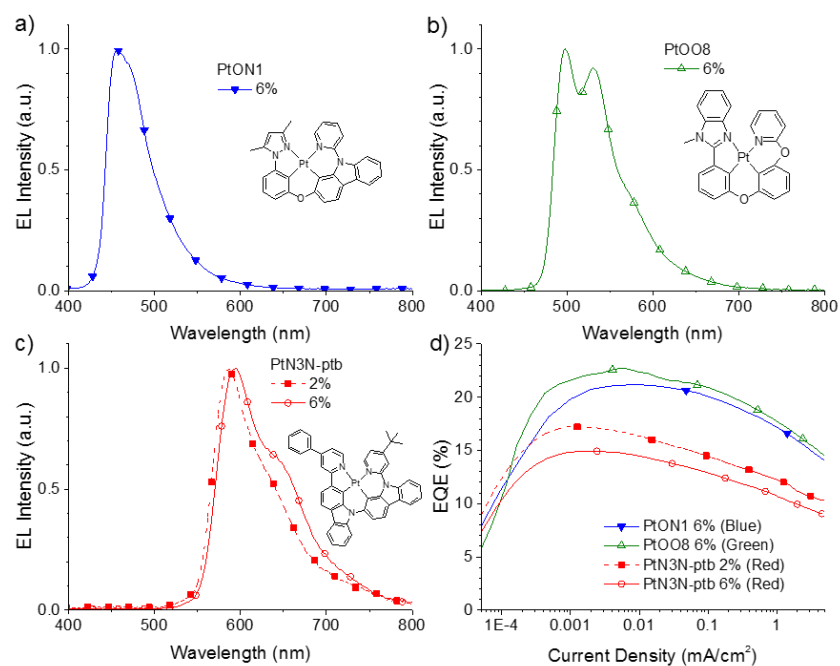 a)
EL Intensity (a.u.)
1.0
0.5
0.0
PtON1
6%
N
N
N
Pt
N
O
400 500 600 700 800
Wavelength (nm)
b)
EL Intensity (a.u.)
1.0
0.5
0.0
PtOO8
6%
N
N
N
Pt
O
O
400 500 600 700 800
Wavelength (nm)
c)
EL Intensity (a.u.)
1.0
0.5
0.0
PtN3N-ptb
2%
6%
N
N
Pt
N
N
400 500 600 700 800
Wavelength (nm)
d)
EQE (%)
25
20
15
10
5
0
PtON1 6% (Blue)
PtOO8 6% (Green)
PtN3N-ptb 2% (Red)
PtN3N-ptb 6% (Red)
1E-4 0.001 0.01 0.1 1
Current Density (mA/cm²)